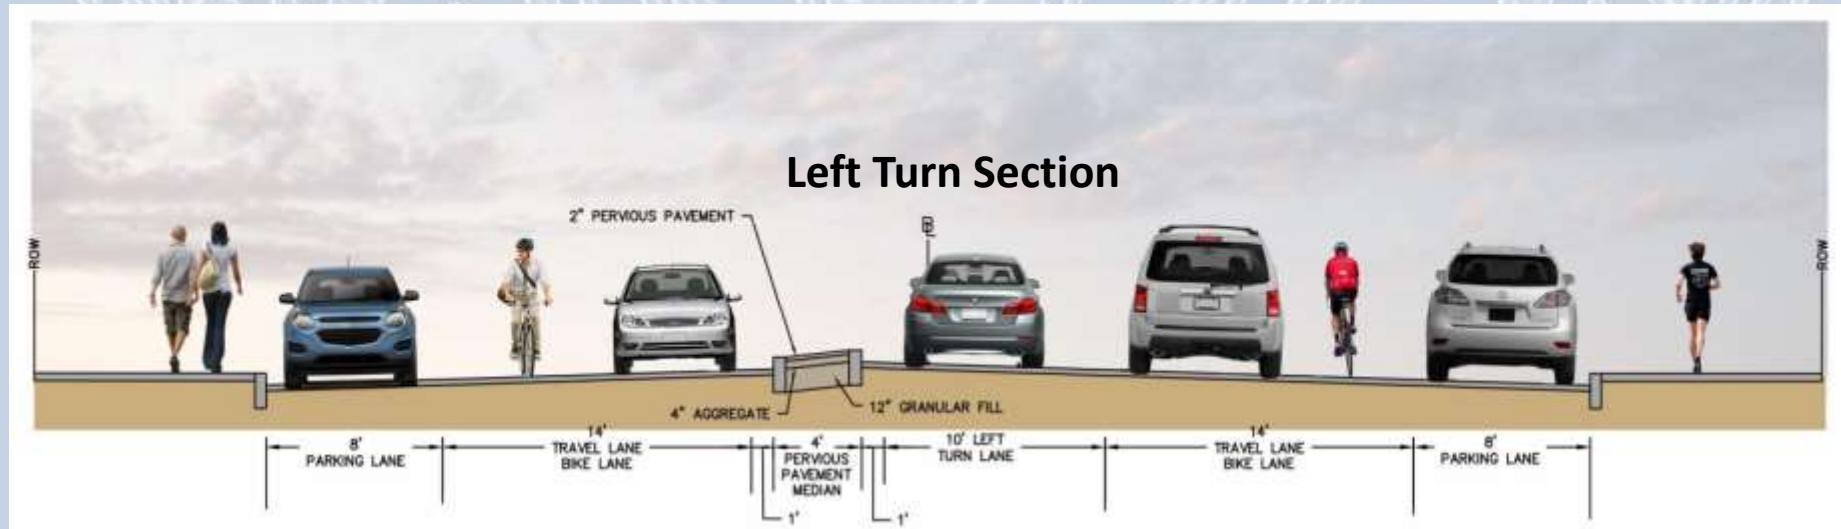 Left Turn Section
2" PERVIOUS PAVEMENT
ROW
ROW
4" AGGREGATE
12" GRANULAR FILL
8'
PARKING LANE
14'
TRAVEL LANE
BIKE LANE
4'
PERVIOUS
PAVEMENT
MEDIAN
10' LEFT
TURN LANE
14'
TRAVEL LANE
BIKE LANE
8'
PARKING LANE
1'
1'